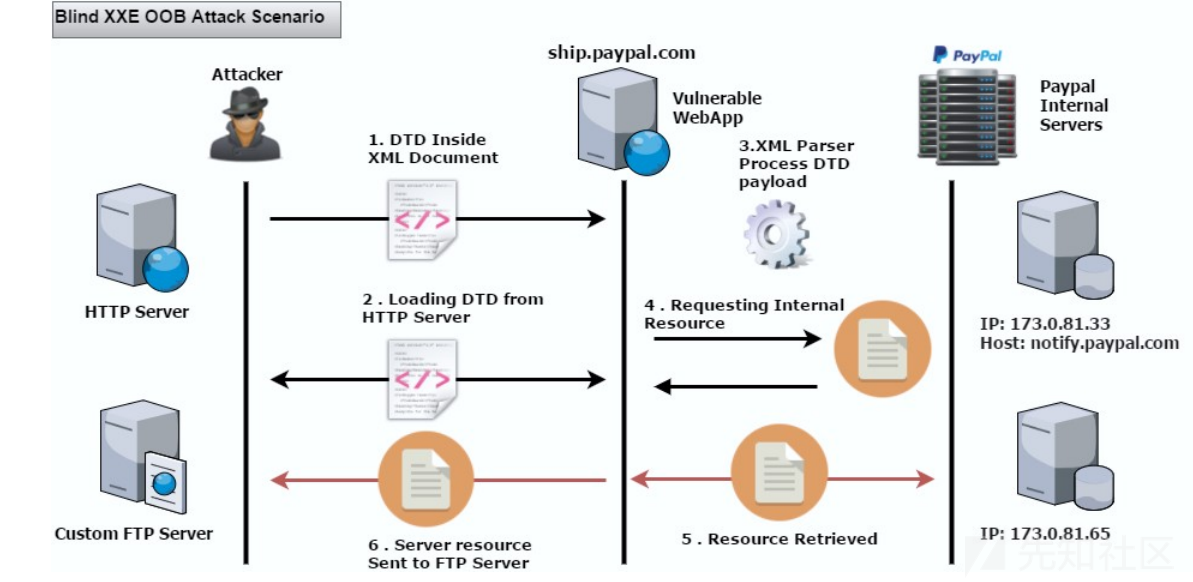 Blind XXE OOB Attack Scenario
Attacker
ship.paypal.com
PayPal
Vulnerable
WebApp
Paypal
Internal
Servers
1. DTD Inside
XML Document
3.XML Parser
Process DTD
payload
HTTP Server
2 . Loading DTD from
HTTP Server
4 . Requesting Internal
Resource
IP: 173.0.81.33
Host: notify.paypal.com
</>
</>
Custom FTP Server
6 . Server resource
Sent to FTP Server
5 . Resource Retrieved
IP: 173.0.81.65
先知社区